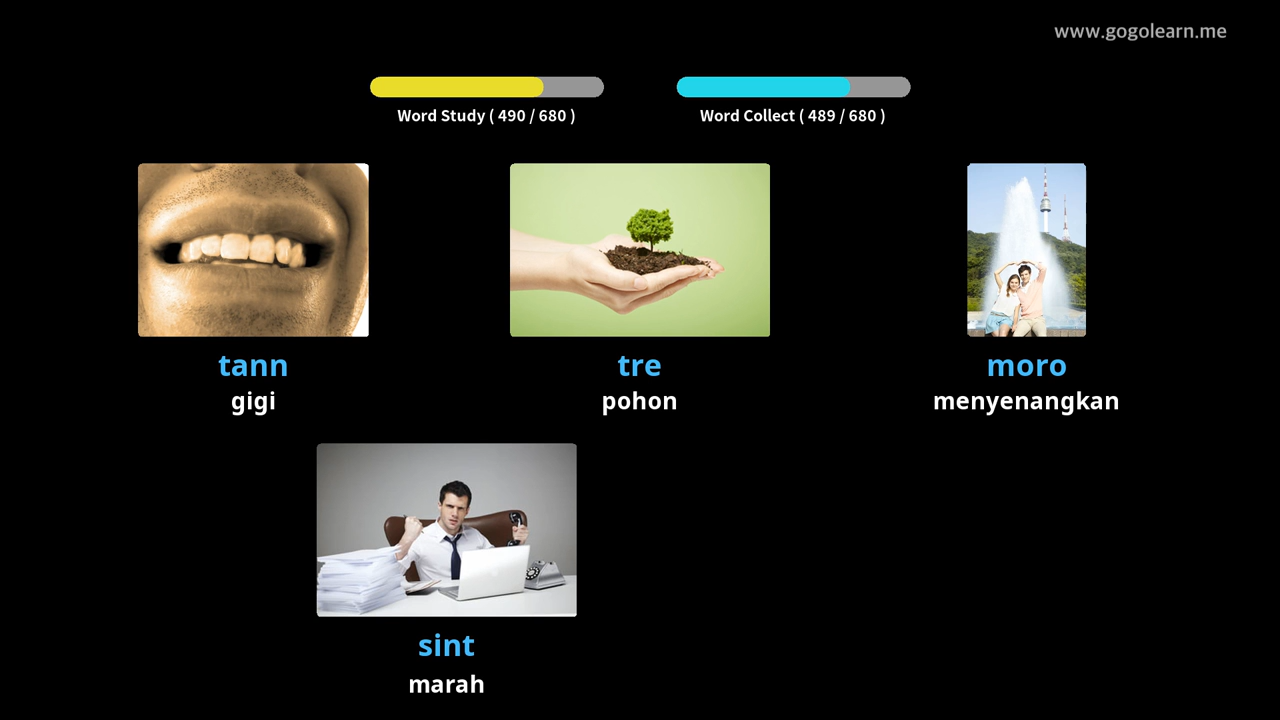 www.gogolearn.me
Word Study ( 490 / 680 )
Word Collect ( 489 / 680 )
tann
gigi
tre
pohon
moro
menyenangkan
sint
marah